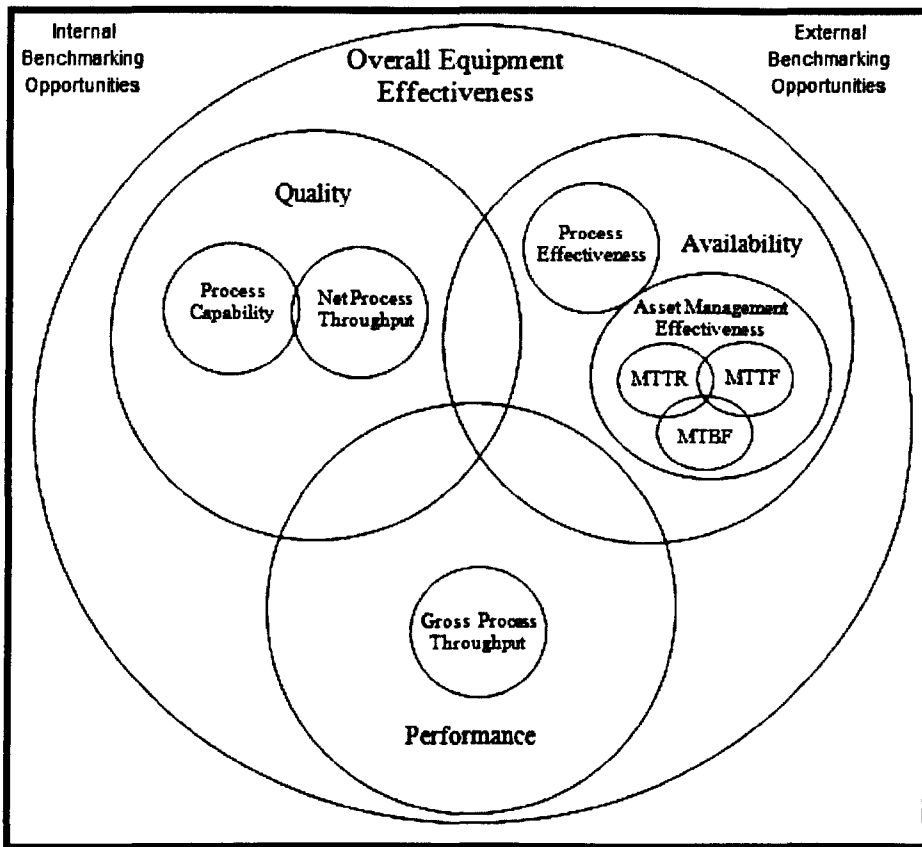 Internal
Benchmarking
Opportunities
External
Benchmarking
Opportunities
Overall Equipment
Effectiveness
Quality
Process
Capability
Net Process
Throughput
Process
Effectiveness
Availability
Asset Management
Effectiveness
MTTR
MTTF
MTBF
Gross Process
Throughput
Performance